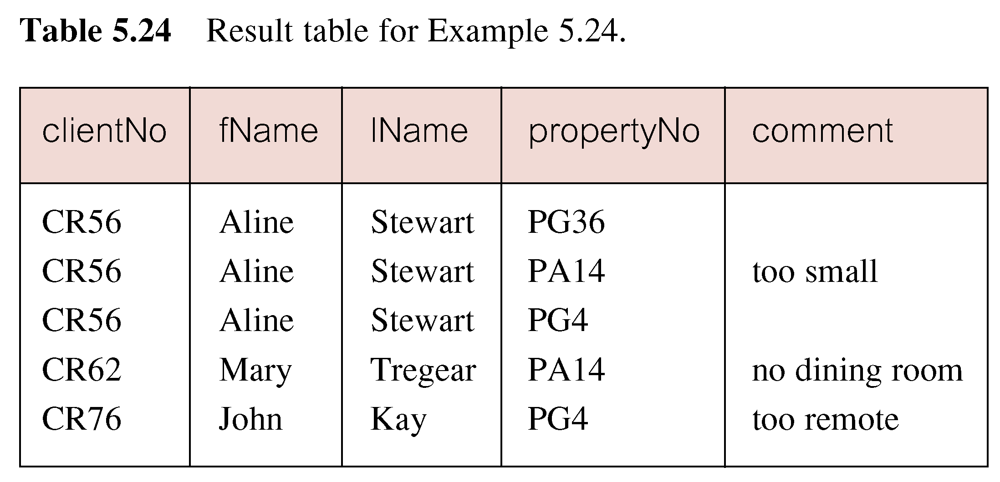 Table 5.24 Result table for Example 5.24.
clientNo fName lName propertyNo comment
CR56 Aline Stewart PG36
CR56 Aline Stewart PA14 too small
CR56 Aline Stewart PG4
CR62 Mary Tregear PA14 no dining room
CR76 John Kay PG4 too remote